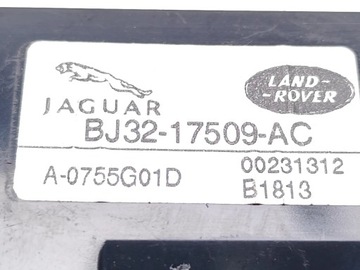 JAGUAR
LAND-
-ROVER
BJ32-17509-AC
A-0755G01D 00231312
B1813